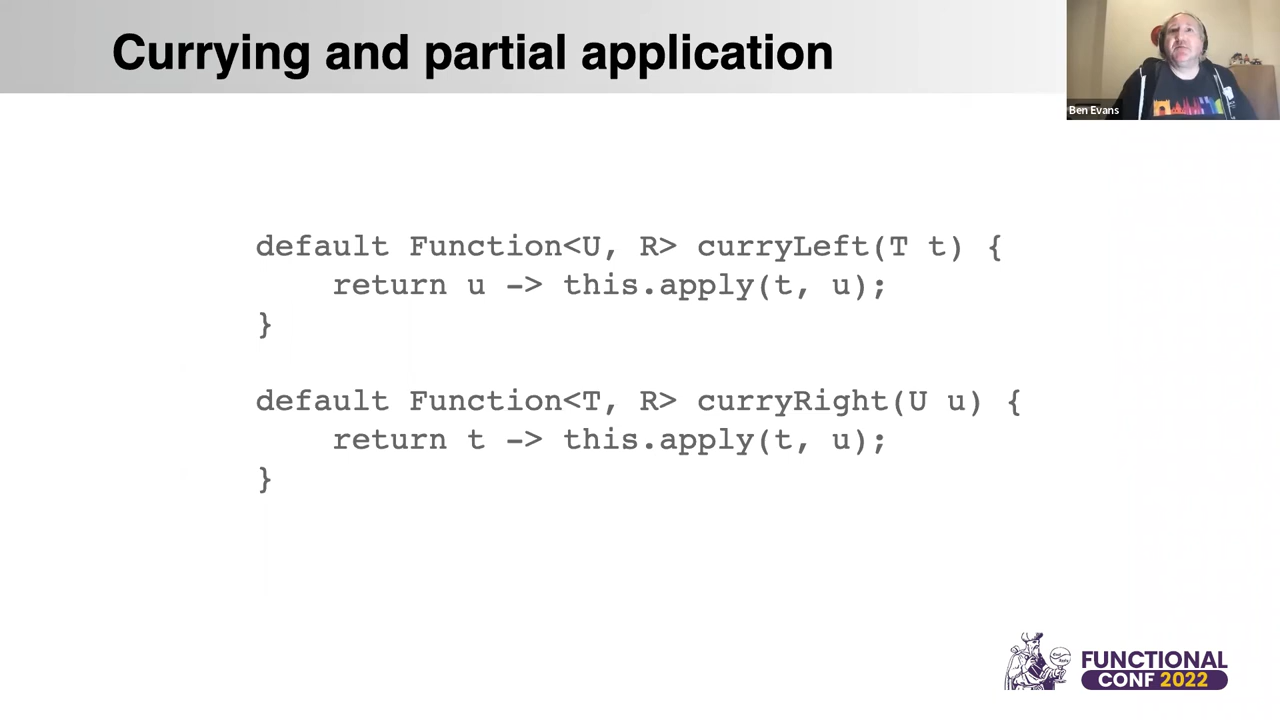 Currying and partial application
Ben Evans
default Function<U, R> curryLeft(T t) {
    return u -> this.apply(t, u);
}
default Function<T, R> curryRight(U u) {
    return t -> this.apply(t, u);
}
FUNCTIONAL
CONF 2022